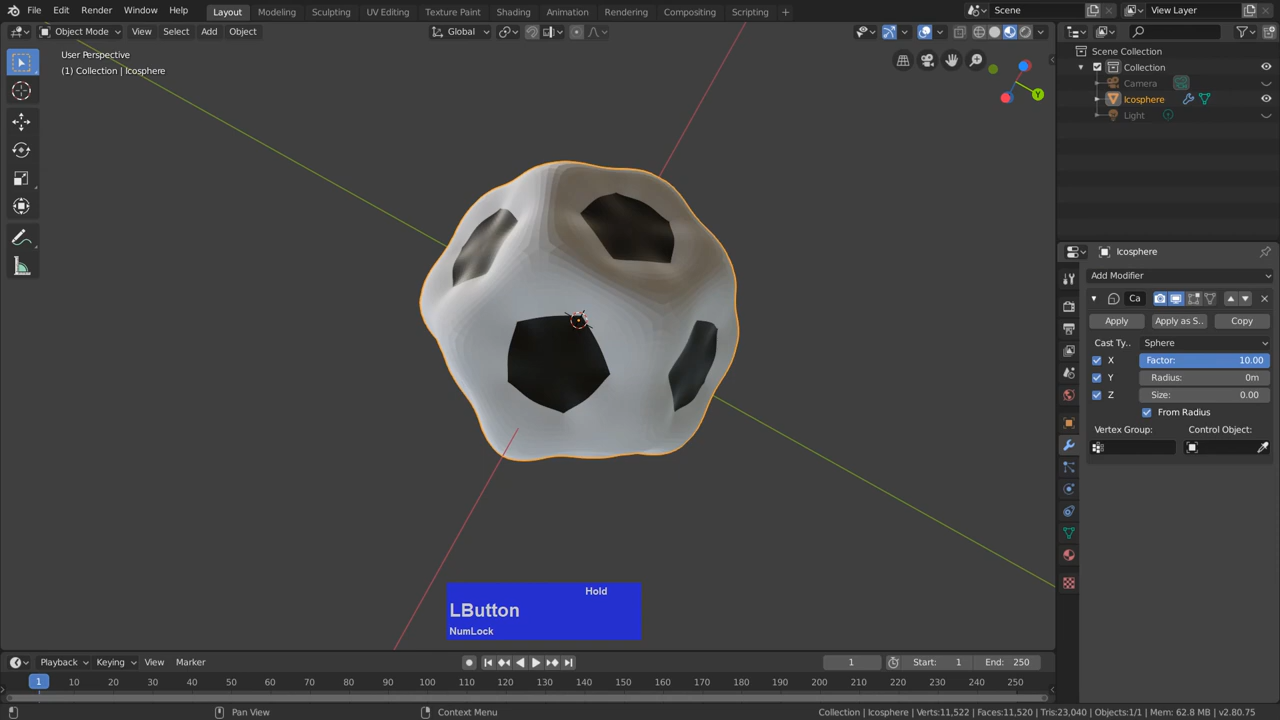 File Edit Render Window Help Layout Modeling Sculpting UV Editing Texture Paint Shading Animation Rendering Compositing Scripting + Scene View Layer
Object Mode View Select Add Object Global
User Perspective
(1) Collection | Icosphere
Y
Scene Collection
Collection
Camera
Icosphere
Light
Icosphere
Add Modifier
Ca
Apply Apply as S.. Copy
Cast Ty.. Sphere
X Factor: 10.00
Y Radius: 0m
Z Size: 0.00
From Radius
Vertex Group: Control Object:
Hold
LButton
NumLock
Playback Keying View Marker 1 Start: 1 End: 250
1 10 20 30 40 50 60 70 80 90 100 110 120 130 140 150 160 170 180 190 200 210 220 230 240 250
Pan View Context Menu Collection | Icosphere | Verts:11,522 | Faces:11,520 | Tris:23,040 | Objects:1/1 | Mem: 62.8 MB | v2.80.75